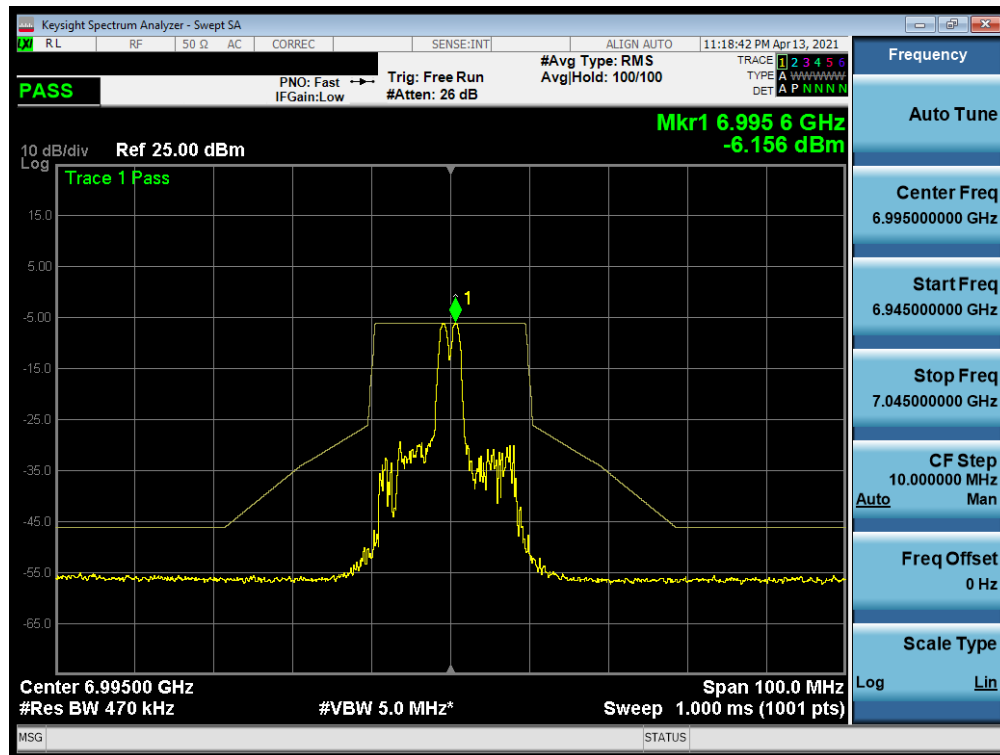 Keysight Spectrum Analyzer - Swept SA
LXI RL RF 50 Ω AC CORREC SENSE:INT ALIGN AUTO 11:18:42 PM Apr 13, 2021
PASS
PNO: Fast
IFGain:Low
Trig: Free Run
#Atten: 26 dB
#Avg Type: RMS
Avg|Hold: 100/100
TRACE 1 2 3 4 5 6
TYPE A WWWWW
DET A P N N N N
Mkr1 6.995 6 GHz
-6.156 dBm
10 dB/div Ref 25.00 dBm
Log
Trace 1 Pass
15.0
5.00
1
-5.00
-15.0
-25.0
-35.0
-45.0
-55.0
-65.0
Center 6.99500 GHz Span 100.0 MHz
#Res BW 470 kHz #VBW 5.0 MHz* Sweep 1.000 ms (1001 pts)
MSG STATUS
Frequency
Auto Tune
Center Freq
6.995000000 GHz
Start Freq
6.945000000 GHz
Stop Freq
7.045000000 GHz
CF Step
10.000000 MHz
Auto Man
Freq Offset
0 Hz
Scale Type
Log Lin